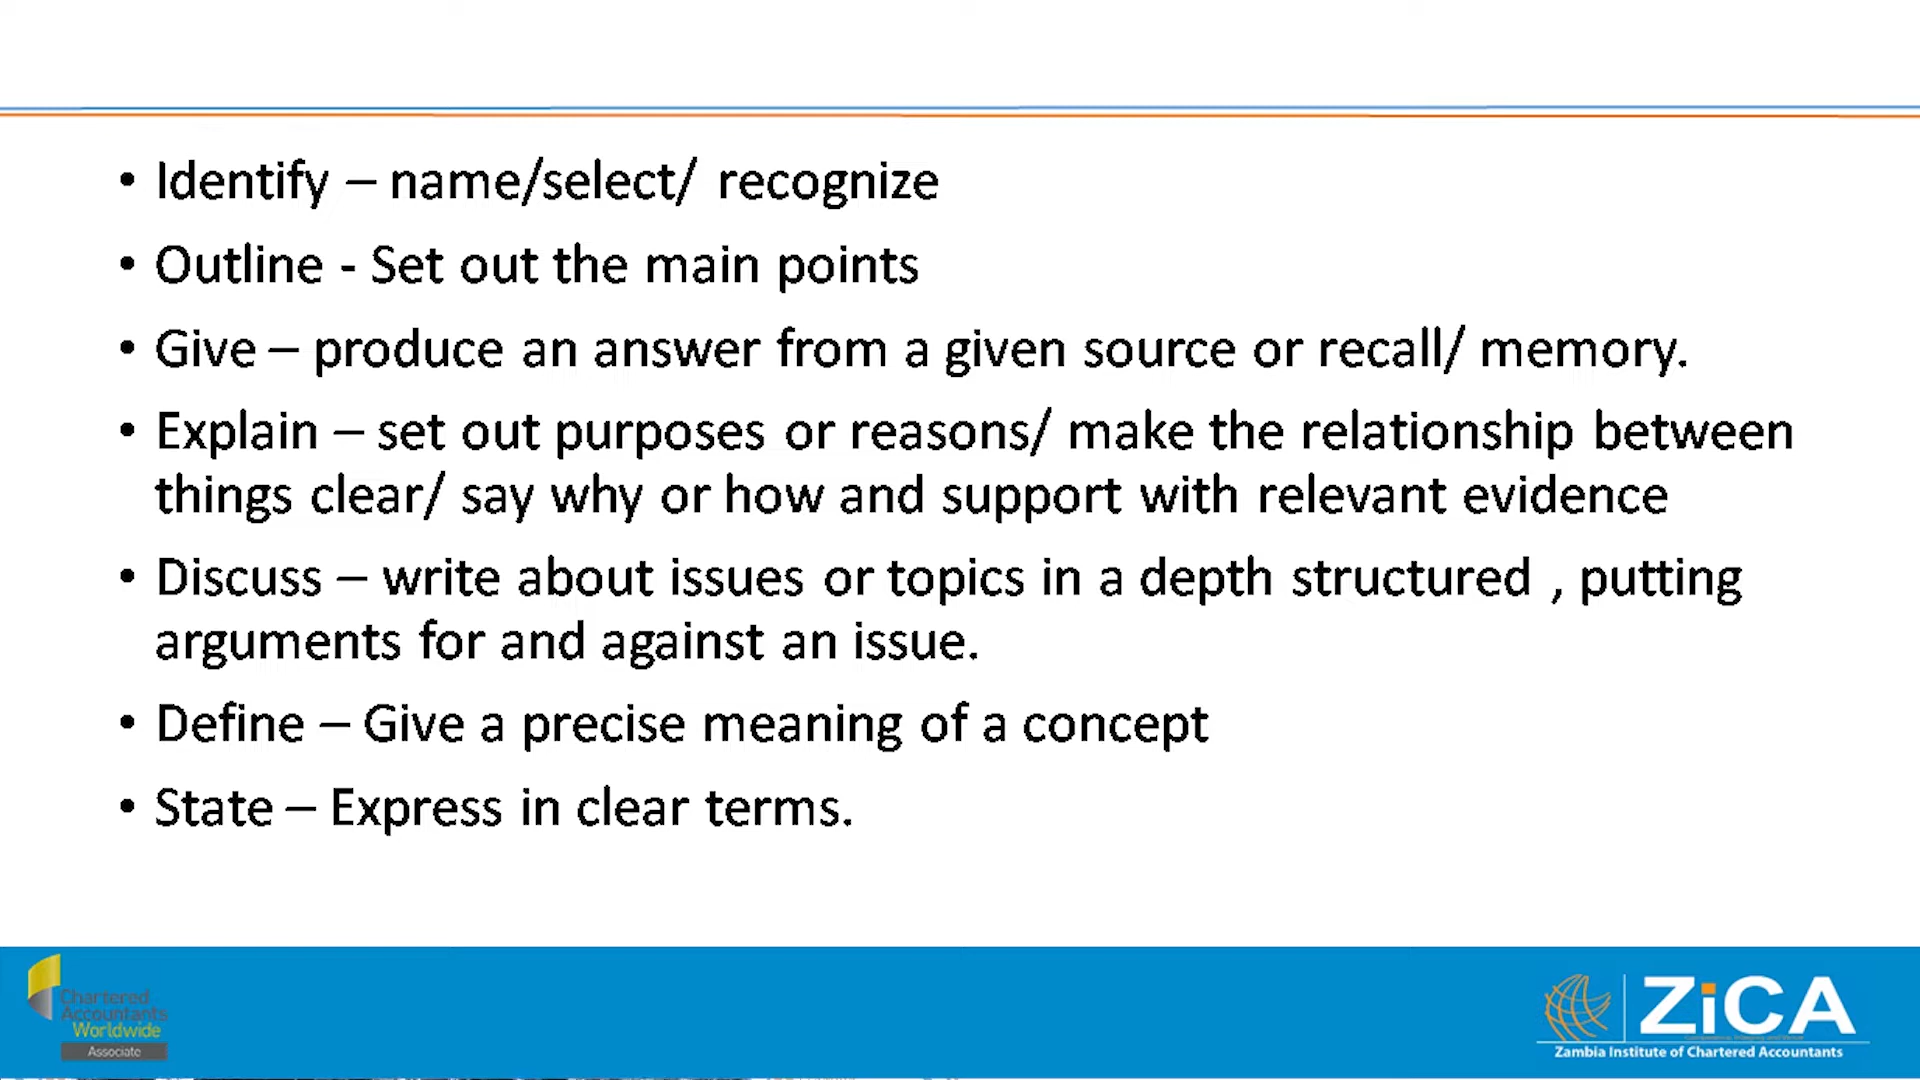 • Identify – name/select/ recognize
• Outline - Set out the main points
• Give – produce an answer from a given source or recall/ memory.
• Explain – set out purposes or reasons/ make the relationship between
things clear/ say why or how and support with relevant evidence
• Discuss – write about issues or topics in a depth structured , putting
arguments for and against an issue.
• Define – Give a precise meaning of a concept
• State – Express in clear terms.
Chartered
Accountants
Worldwide
Associate
ZiCA
Zambia Institute of Chartered Accountants